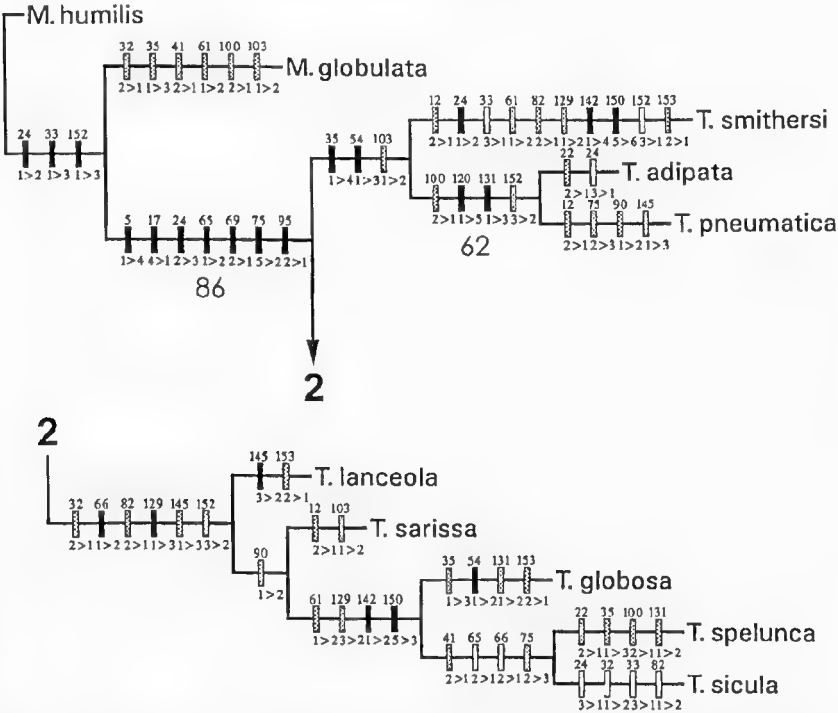 M. humilis
32 35 41 61 100 103
2>1 1>3 2>1 1>2 2>1 1>2
M. globulata
24 33 152
1>2 1>3 1>3
12 24 33 61 82 129 142 150 152 153
2>1 1>2 3>1 1>2 2>1 1>2 1>4 5>6 3>1 2>1
T. smithersi
35 54 103
1>4 1>3 1>2
22 24
2>1 3>1
T. adipata
100 120 131 152
2>1 1>5 1>3 3>2
62
12 75 90 145
2>1 2>3 1>2 1>3
T. pneumatica
5 17 24 65 69 75 95
1>4 4>1 2>3 1>2 2>1 5>2 2>1
86
2
2
145 153
3>2 2>1
T. lanceola
32 66 82 129 145 152
2>1 1>2 2>1 1>3 1>3 3>2
12 103
2>1 1>2
T. sarissa
90
1>2
35 54 131 153
1>3 1>2 1>2 2>1
T. globosa
61 129 142 150
1>2 3>2 1>2 5>3
22 35 100 131
2>1 1>3 2>1 1>2
T. spelunca
41 65 66 75
2>1 2>1 2>1 2>3
24 32 33 82
3>1 1>2 3>1 1>2
T. sicula